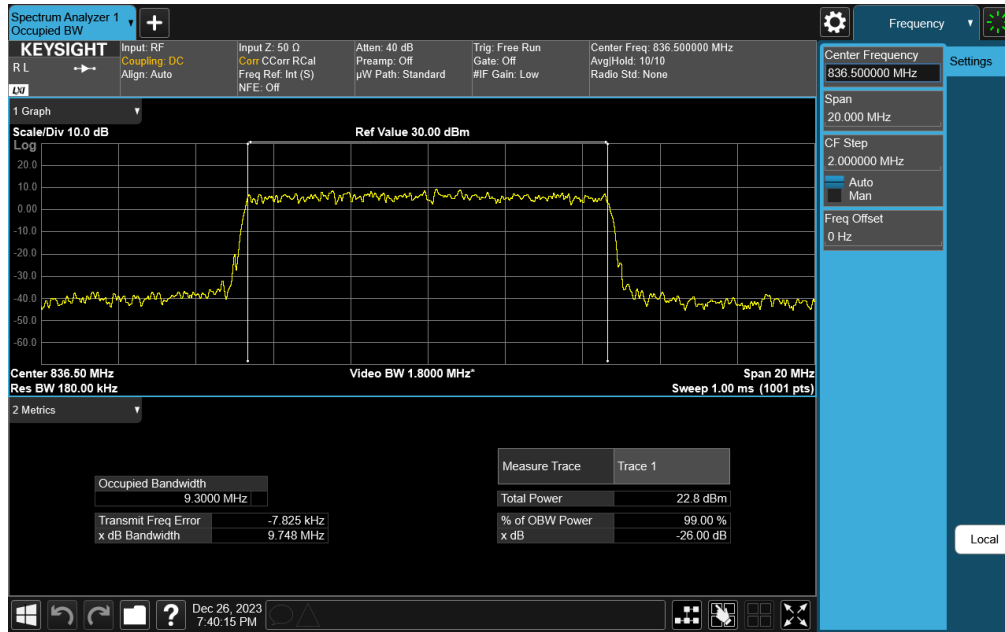 Spectrum Analyzer 1
Occupied BW
Frequency
KEYSIGHT
R L
LXI
Input: RF
Coupling: DC
Align: Auto
Input Z: 50 Ω
Corr CCorr RCal
Freq Ref: Int (S)
NFE: Off
Atten: 40 dB
Preamp: Off
µW Path: Standard
Trig: Free Run
Gate: Off
#IF Gain: Low
Center Freq: 836.500000 MHz
Avg|Hold: 10/10
Radio Std: None
Center Frequency
836.500000 MHz
Settings
Span
20.000 MHz
CF Step
2.000000 MHz
Auto
Man
Freq Offset
0 Hz
Local
1 Graph
Scale/Div 10.0 dB
Ref Value 30.00 dBm
Log
20.0
10.0
0.00
-10.0
-20.0
-30.0
-40.0
-50.0
-60.0
Center 836.50 MHz
Video BW 1.8000 MHz*
Span 20 MHz
Res BW 180.00 kHz
Sweep 1.00 ms (1001 pts)
2 Metrics
Occupied Bandwidth
9.3000 MHz
Transmit Freq Error -7.825 kHz
x dB Bandwidth 9.748 MHz
Measure Trace Trace 1
Total Power 22.8 dBm
% of OBW Power 99.00 %
x dB -26.00 dB
Dec 26, 2023
7:40:15 PM